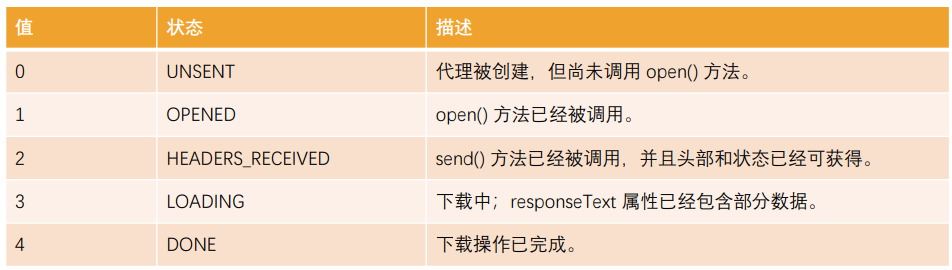 值 状态 描述
0 UNSENT 代理被创建，但尚未调用 open() 方法。
1 OPENED open() 方法已经被调用。
2 HEADERS_RECEIVED send() 方法已经被调用，并且头部和状态已经可获得。
3 LOADING 下载中；responseText 属性已经包含部分数据。
4 DONE 下载操作已完成。